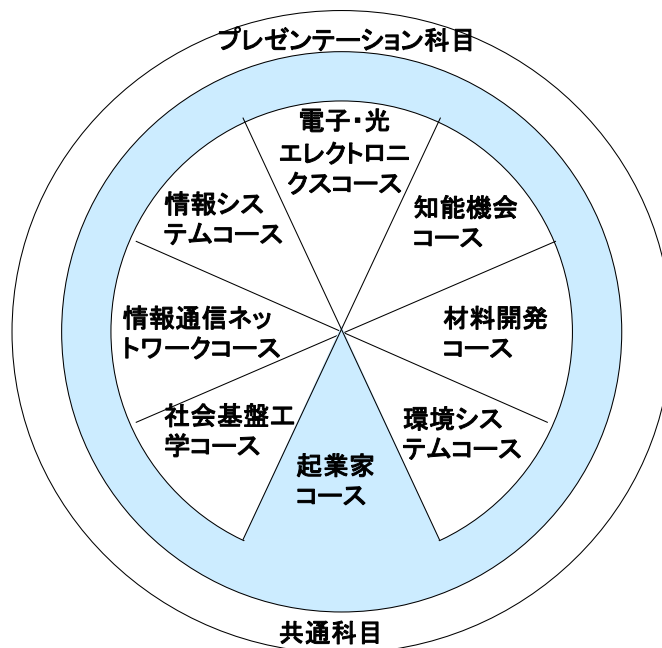 プレゼンテーション科目
電子・光
エレクトロニ
クスコース
情報シス
テムコース
知能機会
コース
情報通信ネッ
トワークコース
材料開発
コース
社会基盤工
学コース
環境シス
テムコース
起業家
コース
共通科目